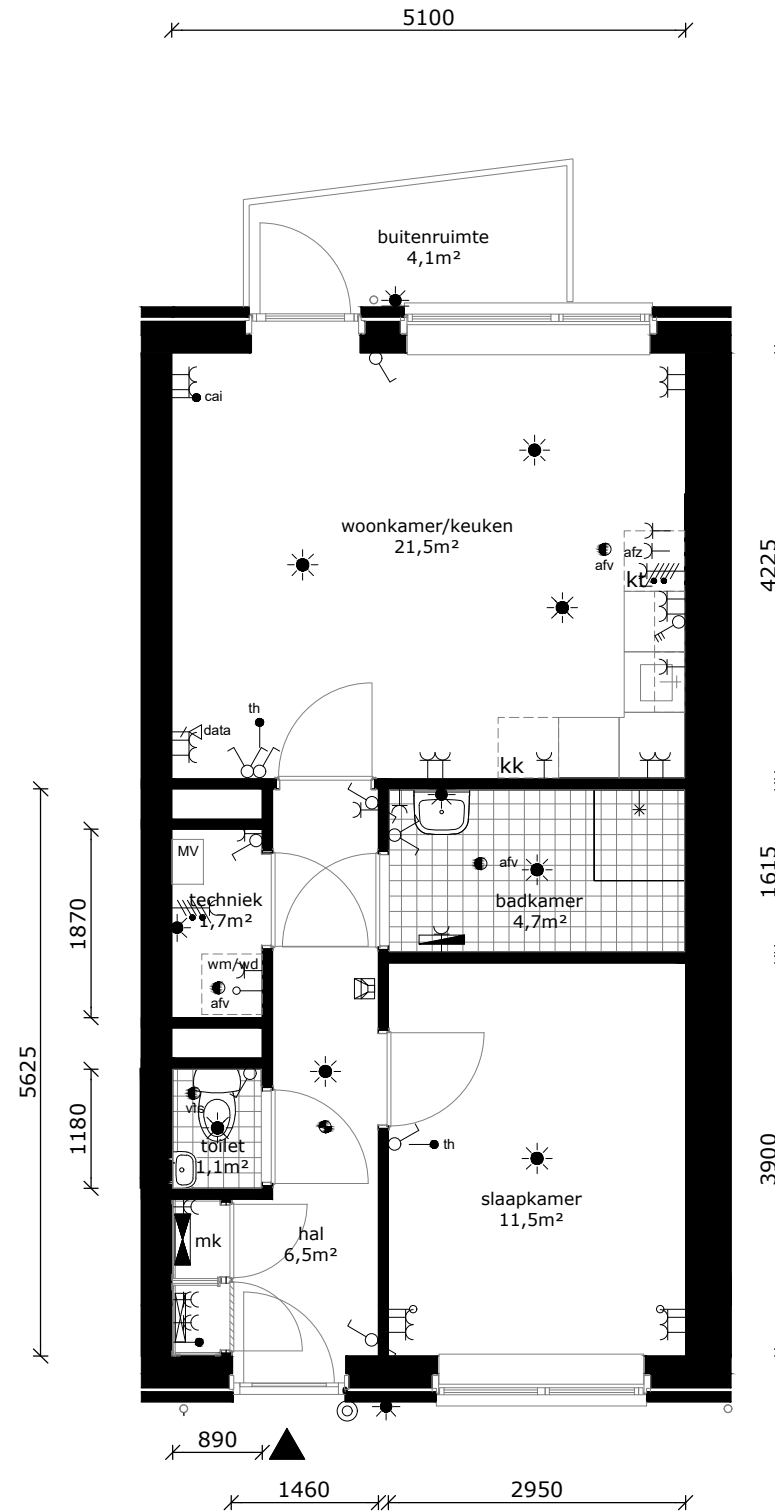 5100
buitenruimte
4,1m²
cai
woonkamer/keuken
21,5m²
afv
afz
kt
4225
th
data
kk
MV
techniek
1,7m²
afv
badkamer
4,7m²
1615
1870
wm/wd
afv
5625
vls
toilet
1,1m²
1180
th
slaapkamer
11,5m²
3900
mk
hal
6,5m²
890
1460
2950